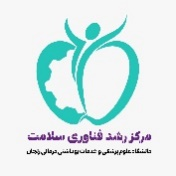 مرکز رشد فناوری سلامت
دانشگاه علوم پزشکی و خدمات بهداشتی درمانی زنجان